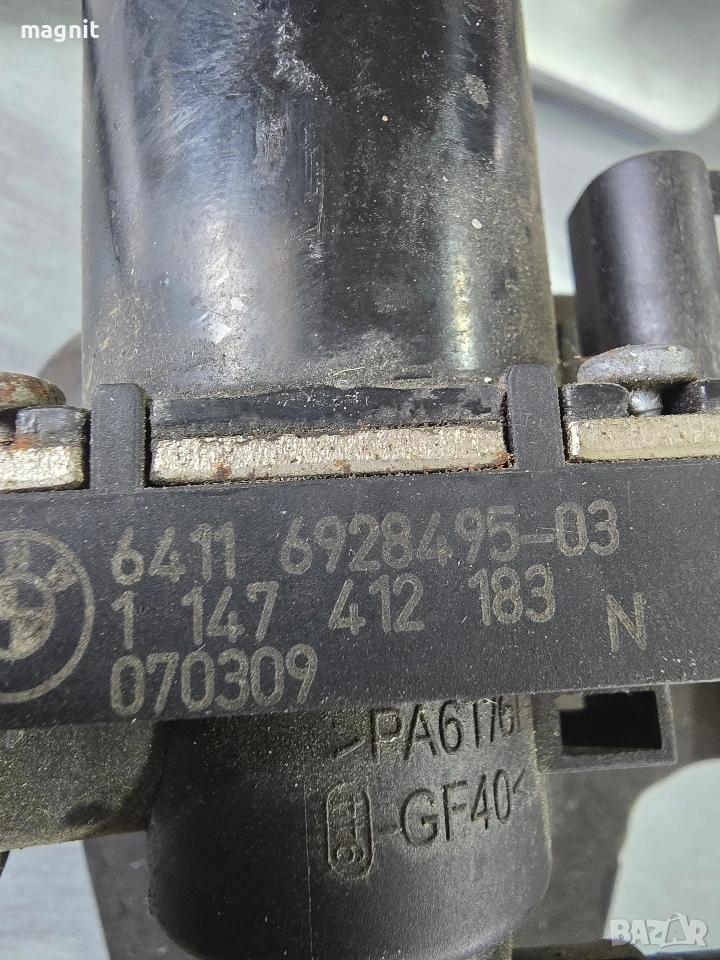 magnit
6411 6928495-03
1 147 412 183 N
070309
>PA6T/6I
-GF40<
BAZAR